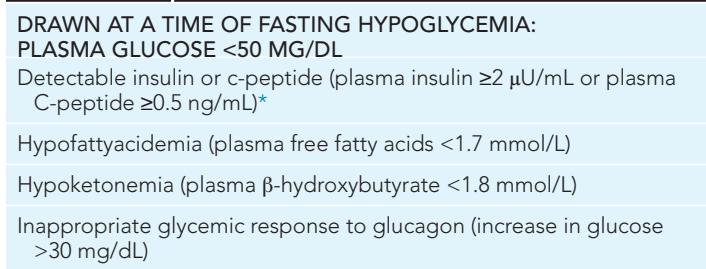 DRAWN AT A TIME OF FASTING HYPOGLYCEMIA:
PLASMA GLUCOSE <50 MG/DL
Detectable insulin or c-peptide (plasma insulin ≥2 μU/mL or plasma
C-peptide ≥0.5 ng/mL)*
Hypofattyacidemia (plasma free fatty acids <1.7 mmol/L)
Hypoketonemia (plasma β-hydroxybutyrate <1.8 mmol/L)
Inappropriate glycemic response to glucagon (increase in glucose
>30 mg/dL)